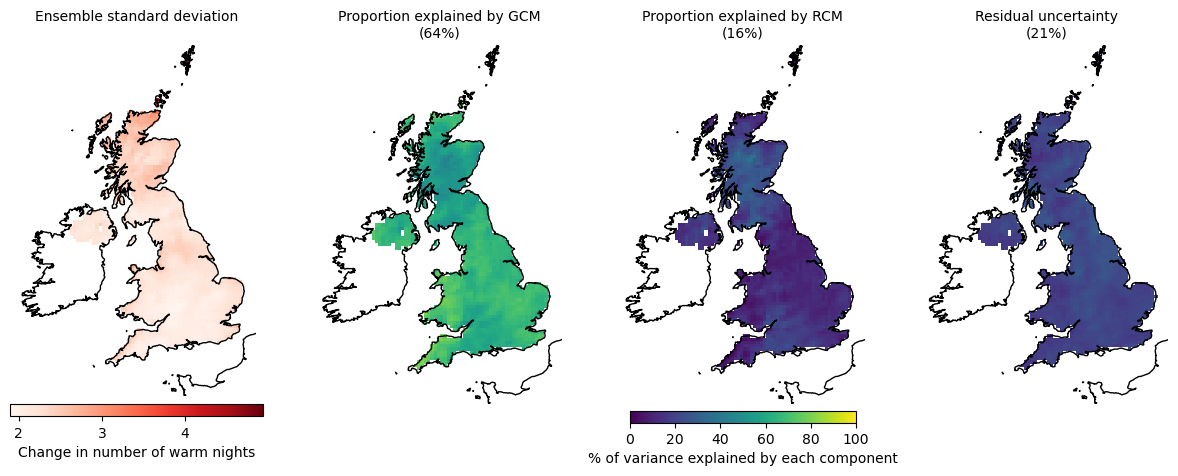 Ensemble standard deviation
Proportion explained by GCM
(64%)
Proportion explained by RCM
(16%)
Residual uncertainty
(21%)
2 3 4
Change in number of warm nights
0 20 40 60 80 100
% of variance explained by each component